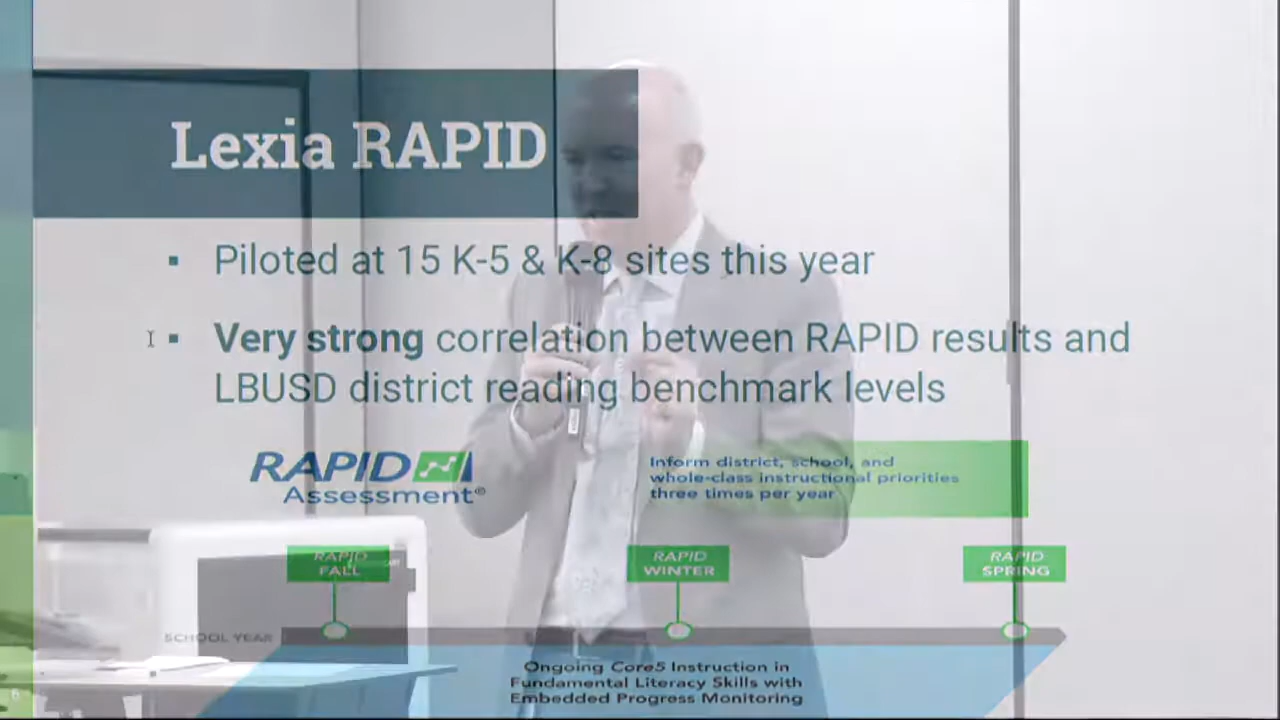 Lexia RAPID
▪ Piloted at 15 K-5 & K-8 sites this year
▪ Very strong correlation between RAPID results and
LBUSD district reading benchmark levels
RAPID
Assessment®
Inform district, school, and
whole-class instructional priorities
three times per year
RAPID
FALL
RAPID
WINTER
RAPID
SPRING
SCHOOL YEAR
Ongoing Core5 Instruction in
Fundamental Literacy Skills with
Embedded Progress Monitoring
6